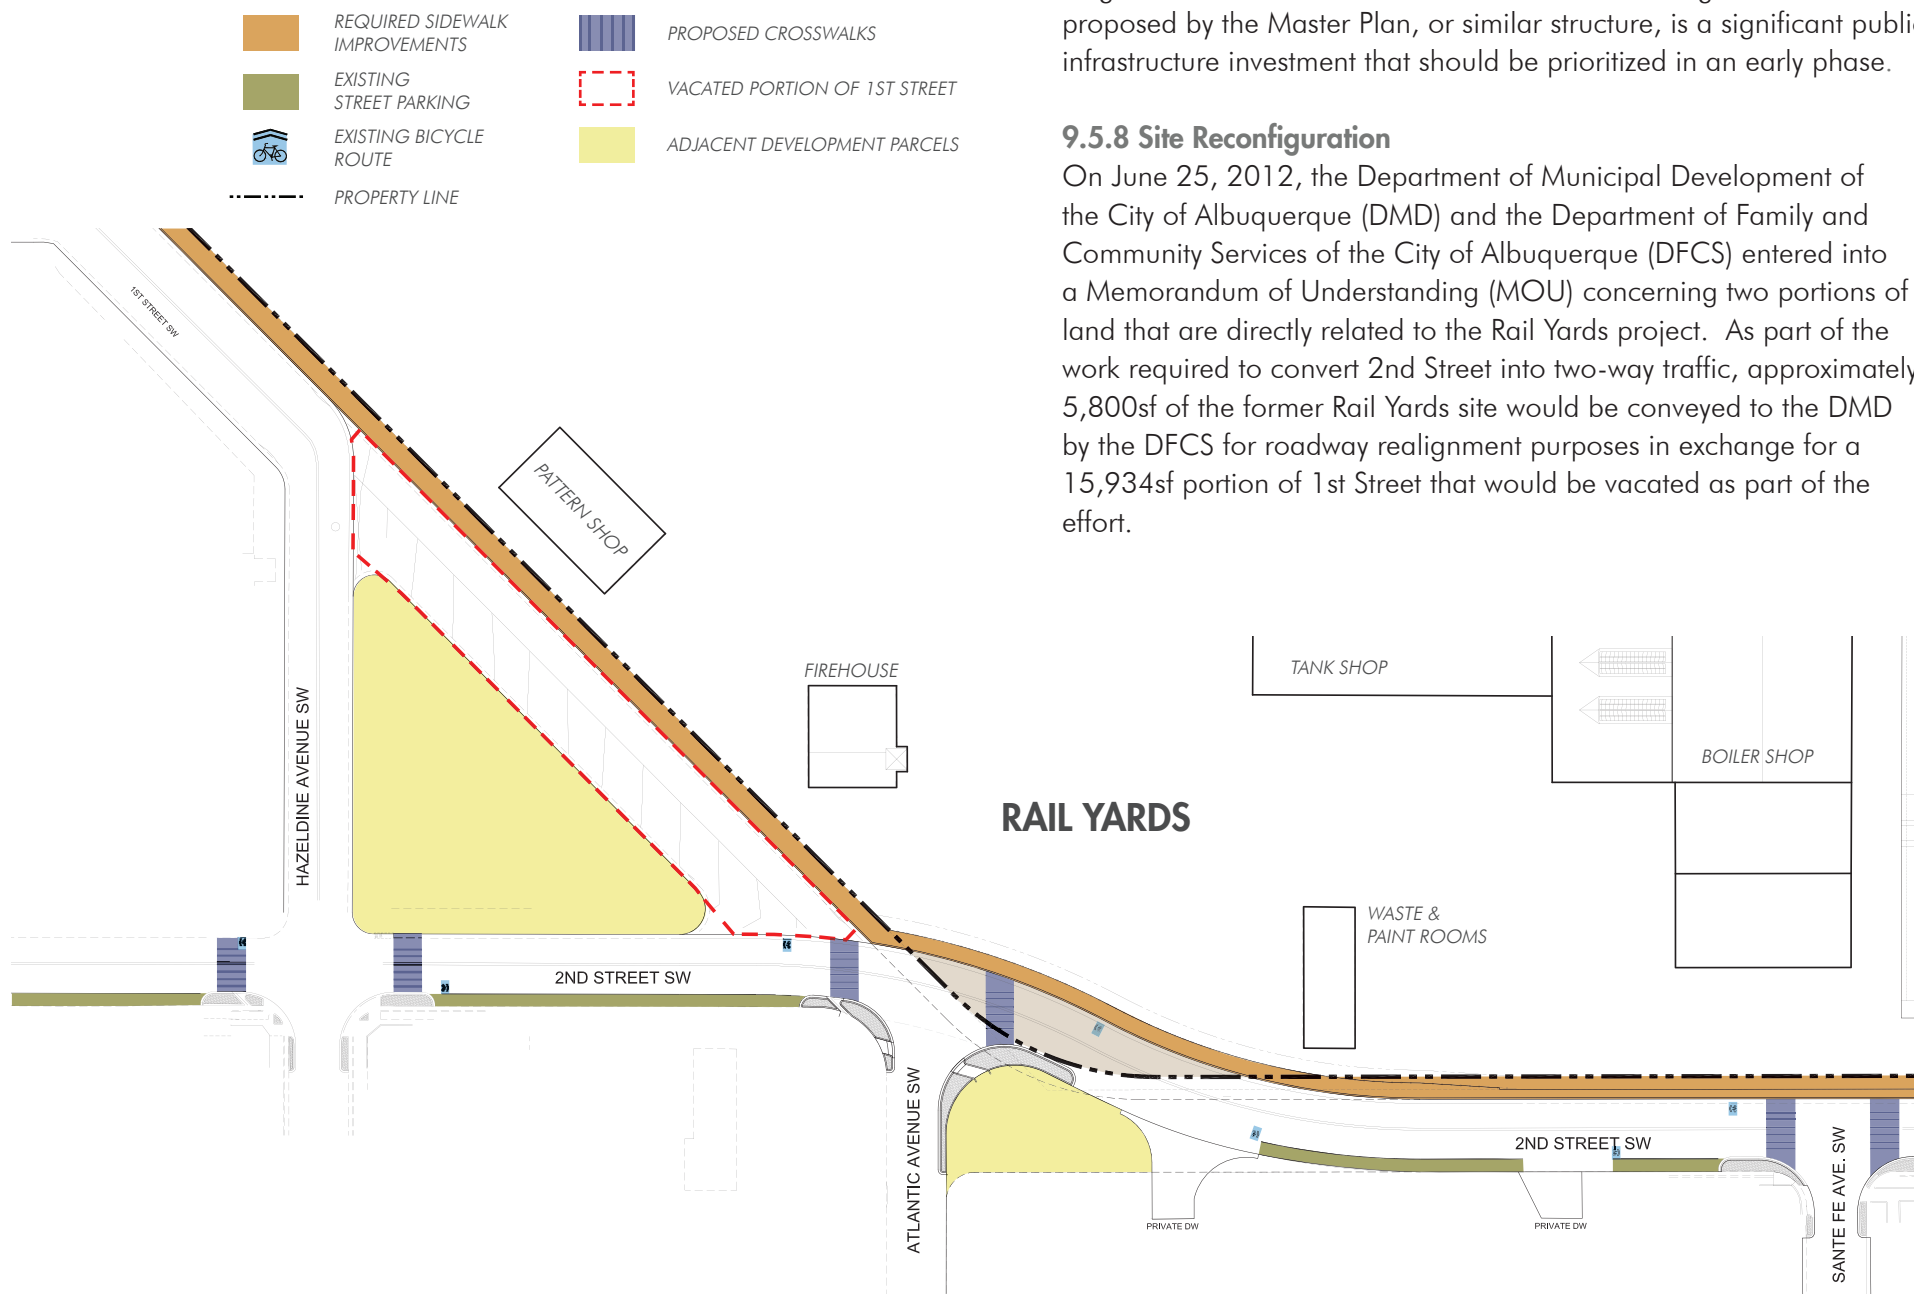 REQUIRED SIDEWALK
IMPROVEMENTS
EXISTING
STREET PARKING
EXISTING BICYCLE
ROUTE
PROPERTY LINE
PROPOSED CROSSWALKS
VACATED PORTION OF 1ST STREET
ADJACENT DEVELOPMENT PARCELS
proposed by the Master Plan, or similar structure, is a significant public
infrastructure investment that should be prioritized in an early phase.
9.5.8 Site Reconfiguration
On June 25, 2012, the Department of Municipal Development of
the City of Albuquerque (DMD) and the Department of Family and
Community Services of the City of Albuquerque (DFCS) entered into
a Memorandum of Understanding (MOU) concerning two portions of
land that are directly related to the Rail Yards project. As part of the
work required to convert 2nd Street into two-way traffic, approximately
5,800sf of the former Rail Yards site would be conveyed to the DMD
by the DFCS for roadway realignment purposes in exchange for a
15,934sf portion of 1st Street that would be vacated as part of the
effort.
1ST STREET SW
PATTERN SHOP
FIREHOUSE
TANK SHOP
BOILER SHOP
HAZELDINE AVENUE SW
RAIL YARDS
WASTE &
PAINT ROOMS
2ND STREET SW
ATLANTIC AVENUE SW
2ND STREET SW
SANTE FE AVE. SW
PRIVATE DW
PRIVATE DW